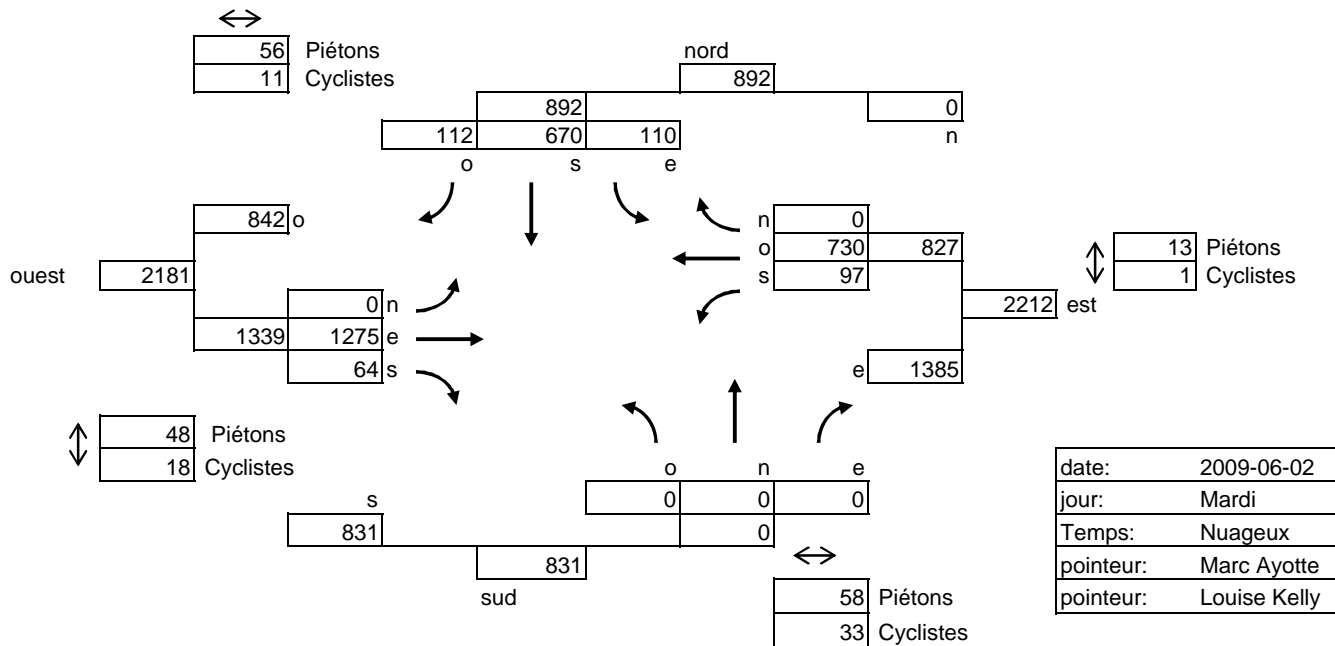 56 Piétons
11 Cyclistes
nord
892
892
0
112 670 110
n
o s e
842 o
n 0
o 730 827
s 97
13 Piétons
1 Cyclistes
ouest 2181
2212 est
0 n
1339 1275 e
64 s
e 1385
48 Piétons
18 Cyclistes
o n e
0 0 0
0
s
831
831
sud
58 Piétons
33 Cyclistes
date: 2009-06-02
jour: Mardi
Temps: Nuageux
pointeur: Marc Ayotte
pointeur: Louise Kelly